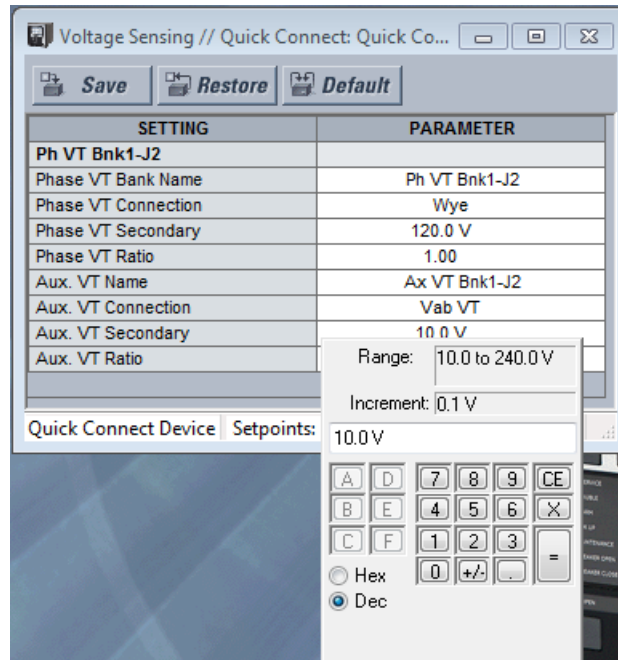 Voltage Sensing // Quick Connect: Quick Co...
Save Restore Default
SETTING PARAMETER
Ph VT Bnk1-J2
Phase VT Bank Name Ph VT Bnk1-J2
Phase VT Connection Wye
Phase VT Secondary 120.0 V
Phase VT Ratio 1.00
Aux. VT Name Ax VT Bnk1-J2
Aux. VT Connection Vab VT
Aux. VT Secondary 10.0 V
Aux. VT Ratio
Range: 10.0 to 240.0 V
Increment: 0.1 V
Quick Connect Device Setpoints:
10.0 V
A D 7 8 9 CE
B E 4 5 6 X
C F 1 2 3 =
Hex 0 +/- .
Dec